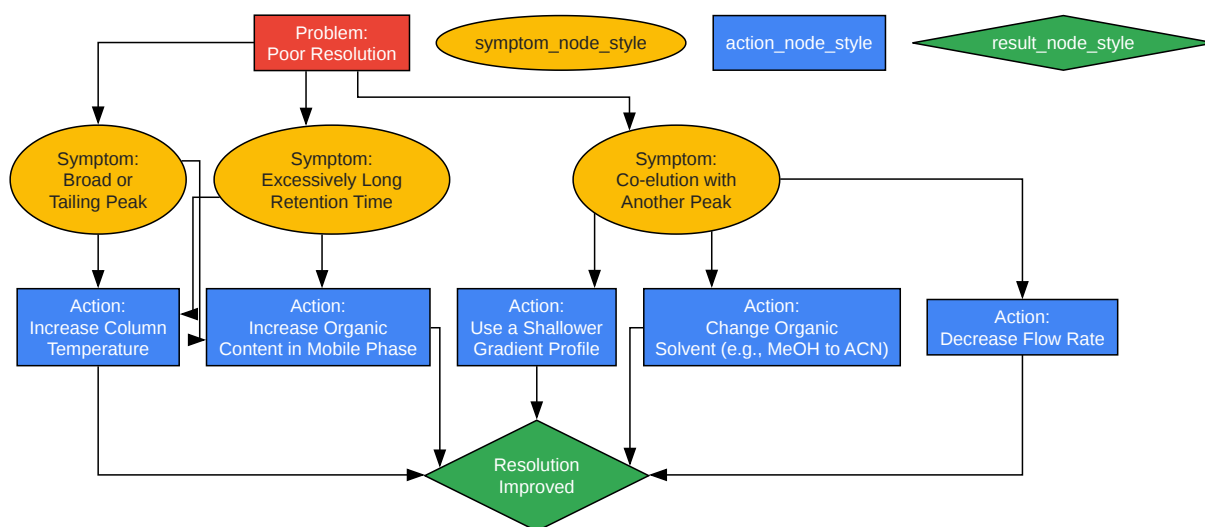 Problem:
Poor Resolution
symptom_node_style
action_node_style
result_node_style
Symptom:
Broad or
Tailing Peak
Symptom:
Excessively Long
Retention Time
Symptom:
Co-elution with
Another Peak
Action:
Increase Column
Temperature
Action:
Increase Organic
Content in Mobile Phase
Action:
Use a Shallower
Gradient Profile
Action:
Change Organic
Solvent (e.g., MeOH to ACN)
Action:
Decrease Flow Rate
Resolution
Improved